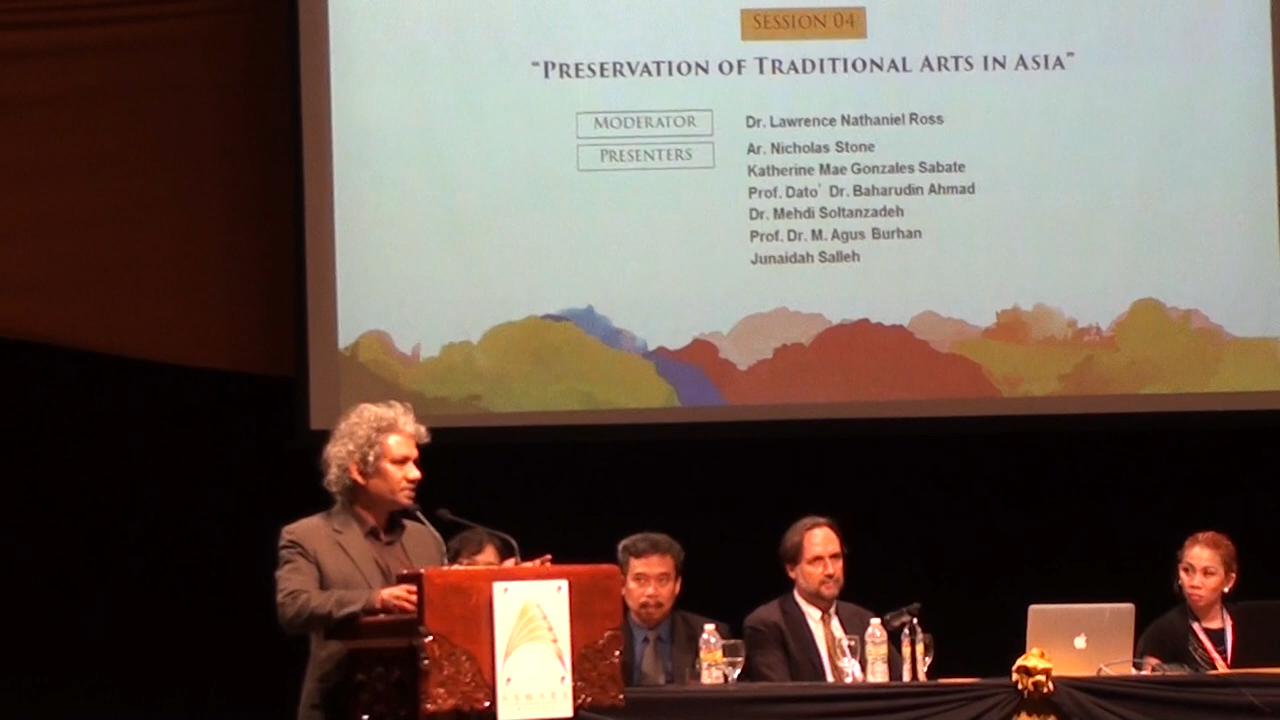 SESSION 04
“PRESERVATION OF TRADITIONAL ARTS IN ASIA”
MODERATOR
Dr. Lawrence Nathaniel Ross
PRESENTERS
Ar. Nicholas Stone
Katherine Mae Gonzales Sabate
Prof. Dato' Dr. Baharudin Ahmad
Dr. Mehdi Soltanzadeh
Prof. Dr. M. Agus Burhan
Junaidah Salleh
ASWARA